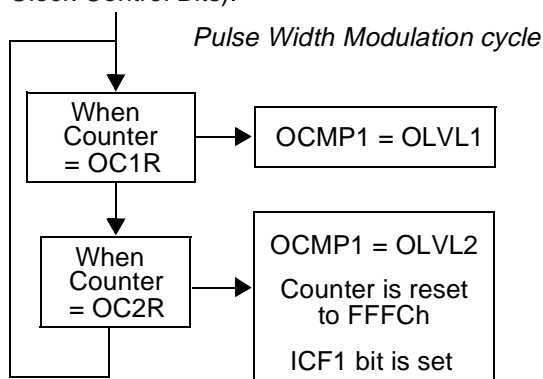 Clock Control Bits).
Pulse Width Modulation cycle
When
Counter
= OC1R
OCMP1 = OLVL1
When
Counter
= OC2R
OCMP1 = OLVL2
Counter is reset
to FFFCh
ICF1 bit is set